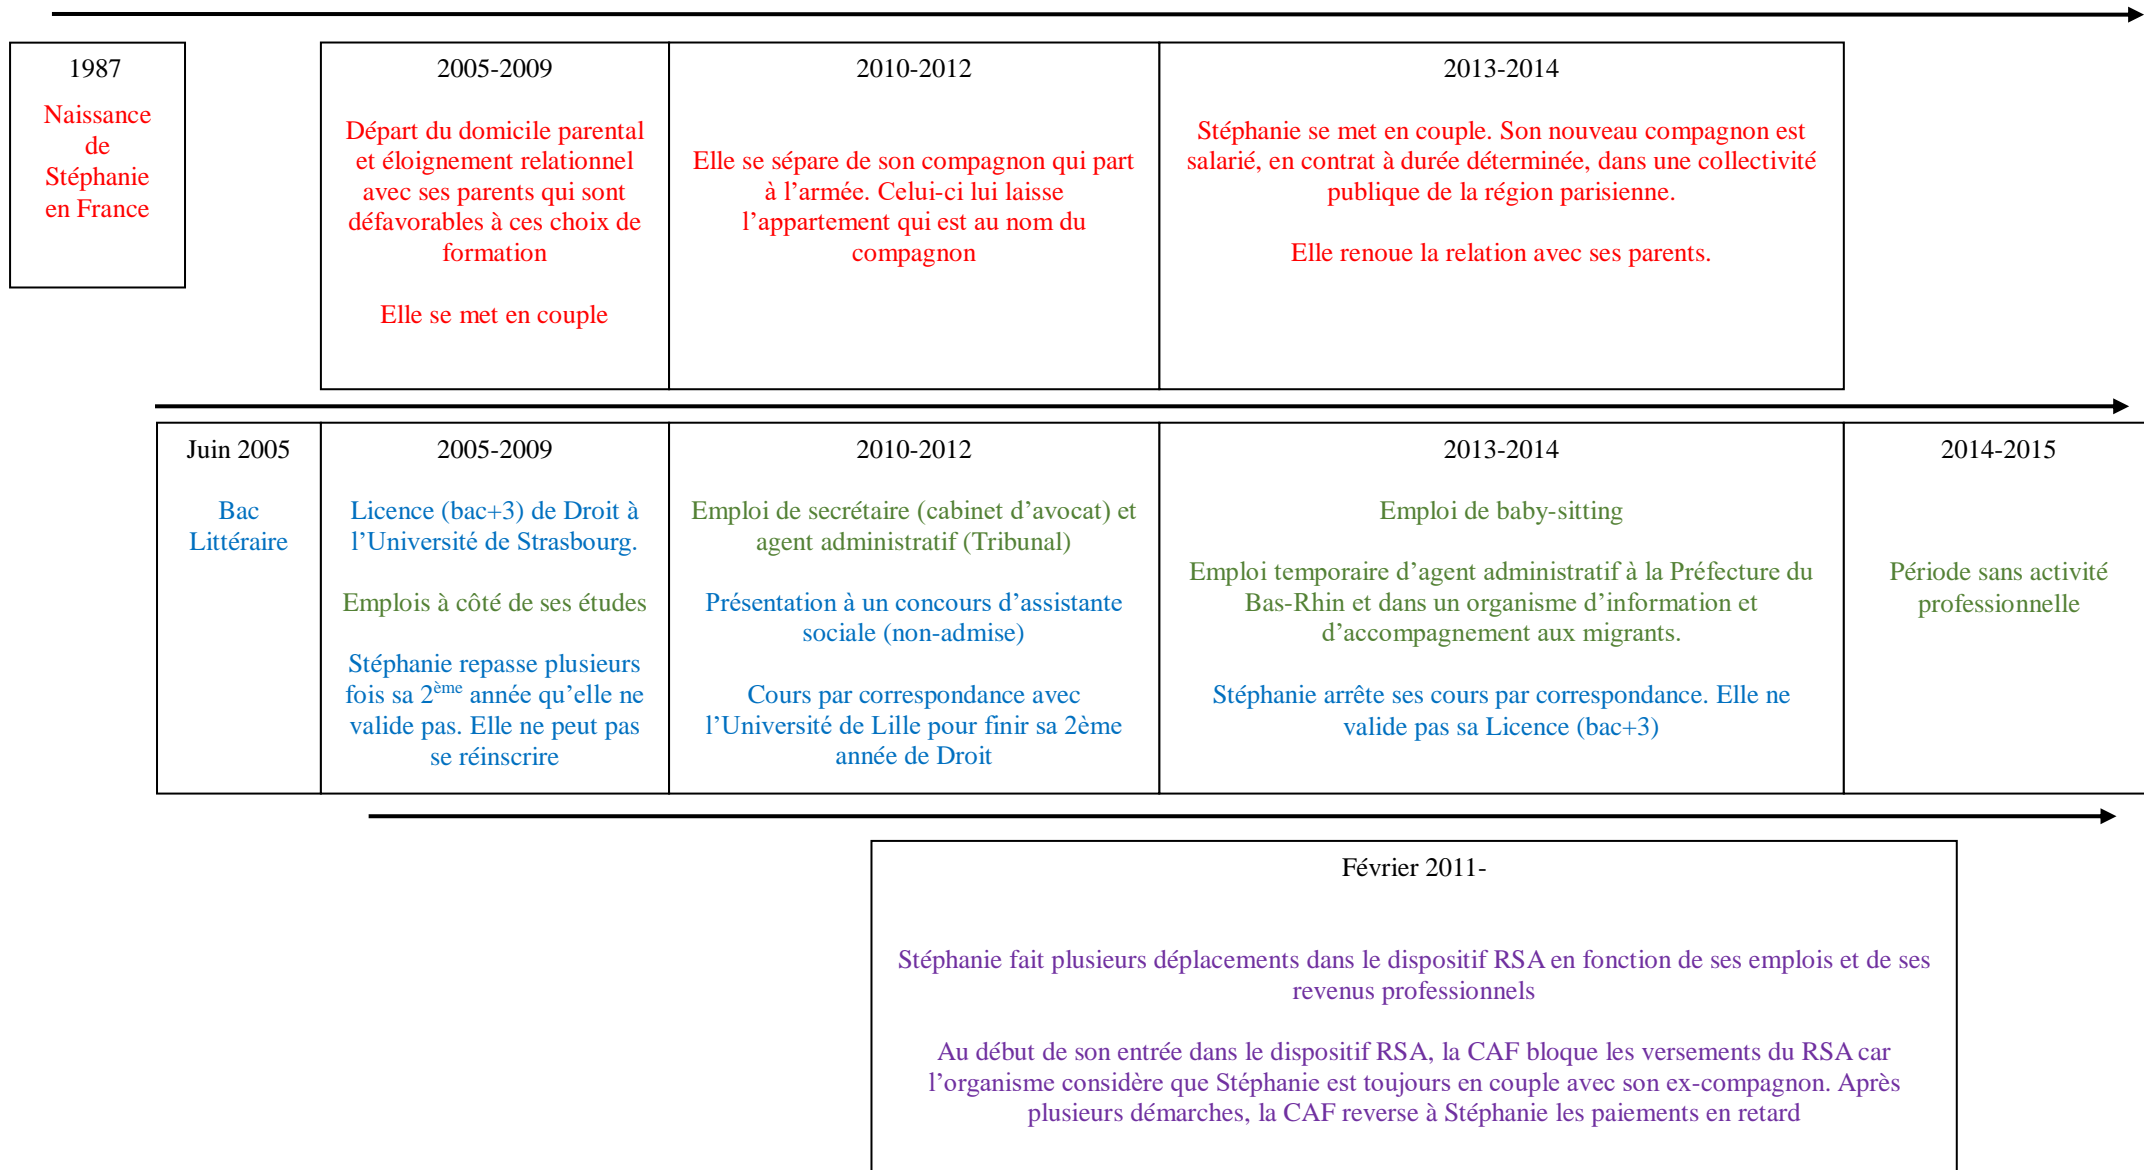 1987
Naissance
de
Stéphanie
en France
2005-2009
Départ du domicile parental
et éloignement relationnel
avec ses parents qui sont
défavorables à ces choix de
formation
Elle se met en couple
2010-2012
Elle se sépare de son compagnon qui part
à l’armée. Celui-ci lui laisse
l’appartement qui est au nom du
compagnon
2013-2014
Stéphanie se met en couple. Son nouveau compagnon est
salarié, en contrat à durée déterminée, dans une collectivité
publique de la région parisienne.
Elle renoue la relation avec ses parents.
Juin 2005
Bac
Littéraire
2005-2009
Licence (bac+3) de Droit à
l’Université de Strasbourg.
Emplois à côté de ses études
Stéphanie repasse plusieurs
fois sa 2ème année qu’elle ne
valide pas. Elle ne peut pas
se réinscrire
2010-2012
Emploi de secrétaire (cabinet d’avocat) et
agent administratif (Tribunal)
Présentation à un concours d’assistante
sociale (non-admise)
Cours par correspondance avec
l’Université de Lille pour finir sa 2ème
année de Droit
2013-2014
Emploi de baby-sitting
Emploi temporaire d’agent administratif à la Préfecture du
Bas-Rhin et dans un organisme d’information et
d’accompagnement aux migrants.
Stéphanie arrête ses cours par correspondance. Elle ne
valide pas sa Licence (bac+3)
2014-2015
Période sans activité
professionnelle
Février 2011-
Stéphanie fait plusieurs déplacements dans le dispositif RSA en fonction de ses emplois et de ses
revenus professionnels
Au début de son entrée dans le dispositif RSA, la CAF bloque les versements du RSA car
l’organisme considère que Stéphanie est toujours en couple avec son ex-compagnon. Après
plusieurs démarches, la CAF reverse à Stéphanie les paiements en retard